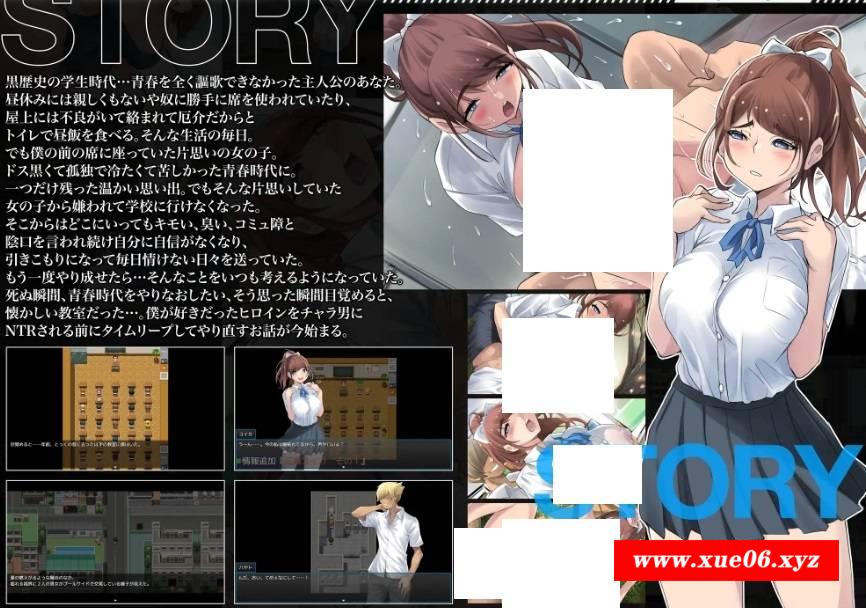 STORY
黒歴史の学生時代…青春を全く謳歌できなかった主人公のあなた。
昼休みには親しくもないや奴に勝手に席を使われていたり、
屋上には不良がいて絡まれて厄介だからと
トイレで昼飯を食べる。そんな生活の毎日。
でも僕の前の席に座っていた片思いの女の子。
ドス黒くて孤独で冷たくて苦しかった青春時代に。
一つだけ残った温かい思い出。でもそんな片思いしていた
女の子から嫌われて学校に行けなくなった。
そこからはどこにいってもキモい、臭い、コミュ障と
陰口を言われ続け自分に自信がなくなり、
引きこもりになって毎日情けない日々を送っていた。
もう一度やり成せたら…そんなことをいつも考えるようになっていた。
死ぬ瞬間、青春時代をやりなおしたい、そう思った瞬間目覚めると、
懐かしい教室だった…。僕が好きだったヒロインをチャラ男に
NTRされる前にタイムリープしてやり直すお話が今始まる。
情報追加
STORY
www.xue06.xyz